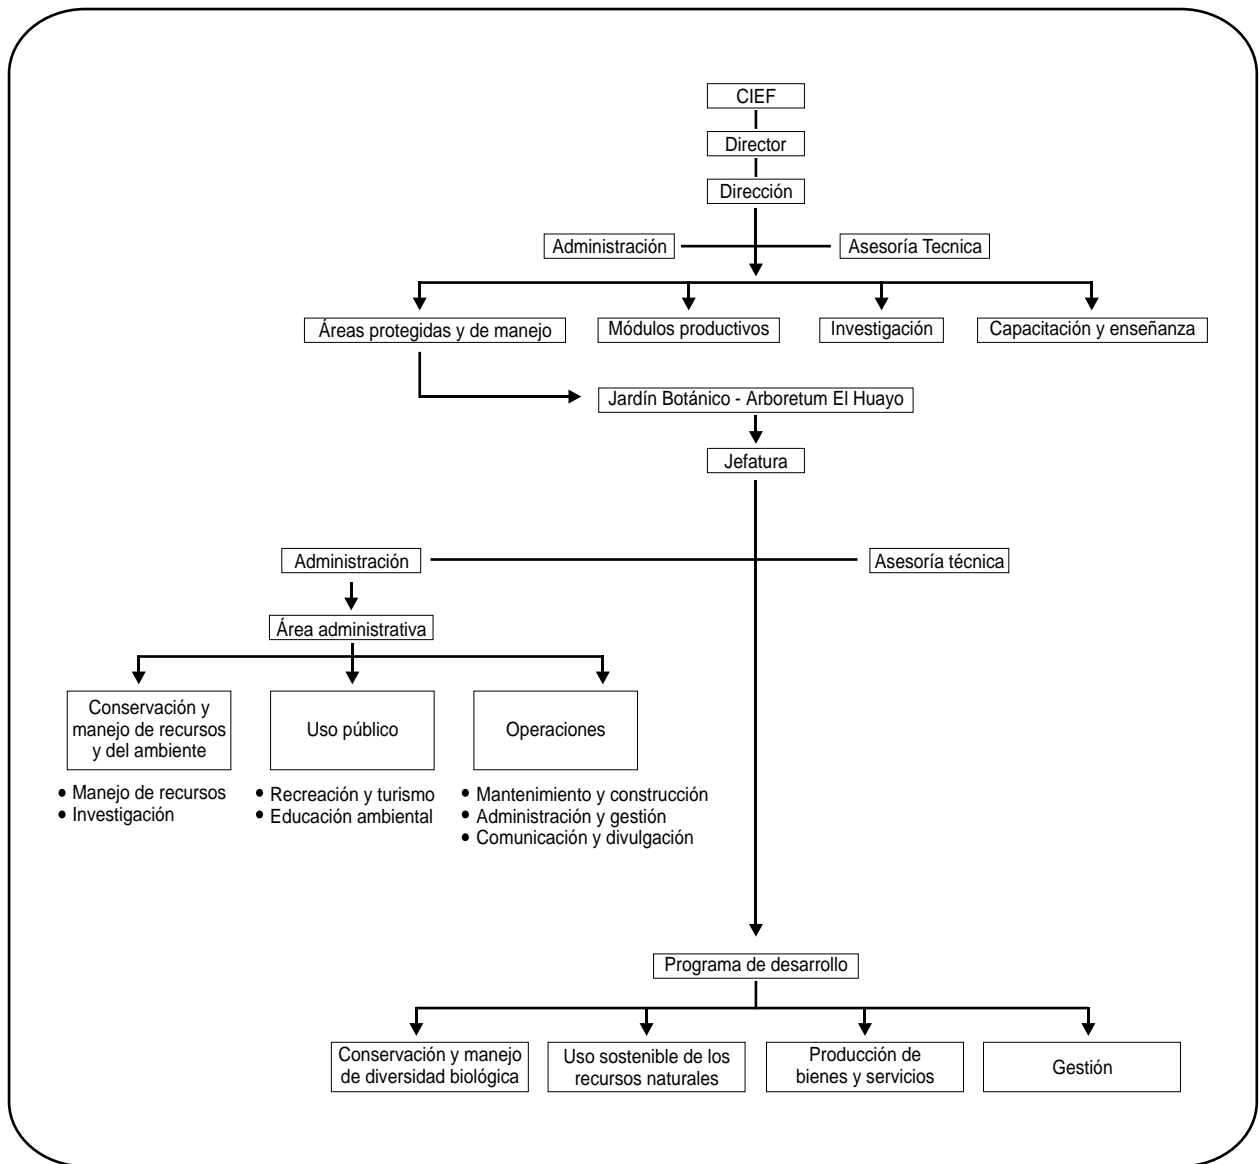 CIEF
Director
Dirección
Administración
Asesoría Tecnica
Áreas protegidas y de manejo
Módulos productivos
Investigación
Capacitación y enseñanza
Jardín Botánico - Arboretum El Huayo
Jefatura
Administración
Asesoría técnica
Área administrativa
Conservación y
manejo de recursos
y del ambiente
Uso público
Operaciones
• Manejo de recursos
• Investigación
• Recreación y turismo
• Educación ambiental
• Mantenimiento y construcción
• Administración y gestión
• Comunicación y divulgación
Programa de desarrollo
Conservación y manejo
de diversidad biológica
Uso sostenible de los
recursos naturales
Producción de
bienes y servicios
Gestión